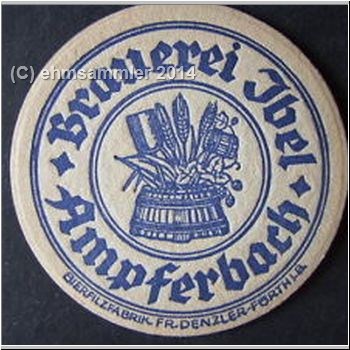 (C) ehmsammler 2014
Brauerei Ibel
Ampferbach
BIERFILZFABRIK FR. DENZLER-FÜRTH I.B.